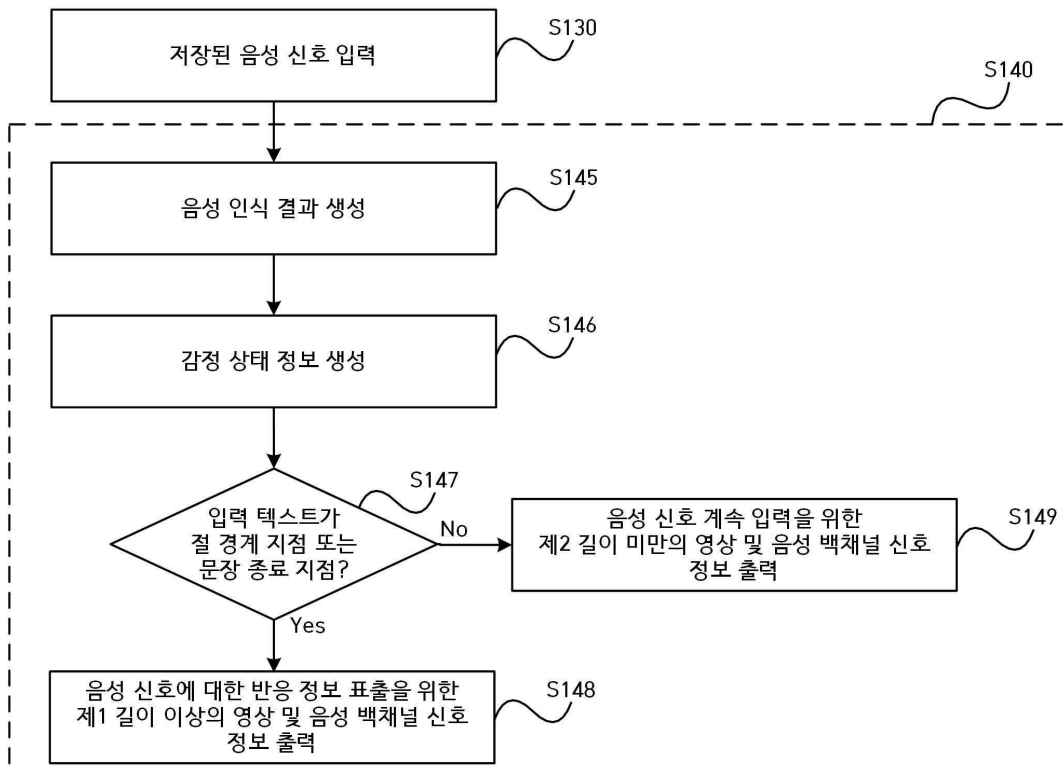 저장된 음성 신호 입력
S130
S140
음성 인식 결과 생성
S145
감정 상태 정보 생성
S146
입력 텍스트가
절 경계 지점 또는
문장 종료 지점?
S147
No
Yes
음성 신호 계속 입력을 위한
제2 길이 미만의 영상 및 음성 백채널 신호
정보 출력
S149
음성 신호에 대한 반응 정보 표출을 위한
제1 길이 이상의 영상 및 음성 백채널 신호
정보 출력
S148